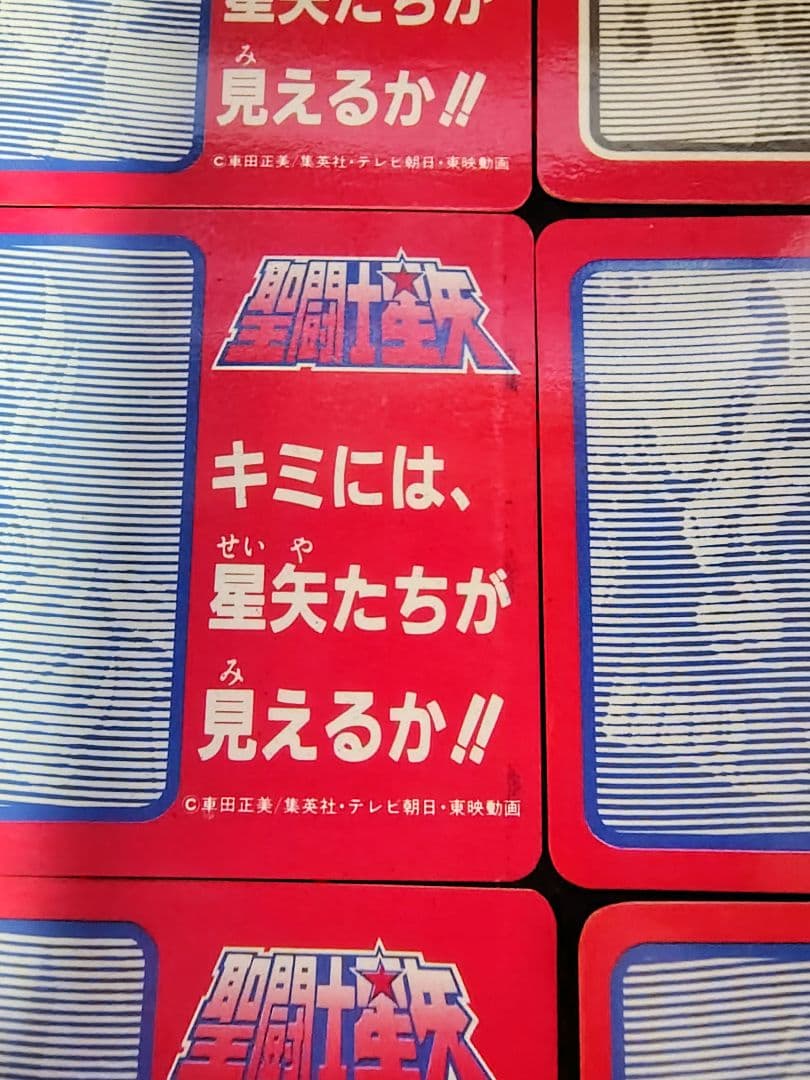 星矢たちが
み
見えるか!!
©車田正美/集英社・テレビ朝日・東映動画
聖闘士星矢
キミには、
せい や
星矢たちが
み
見えるか!!
©車田正美/集英社・テレビ朝日・東映動画
聖闘士星矢